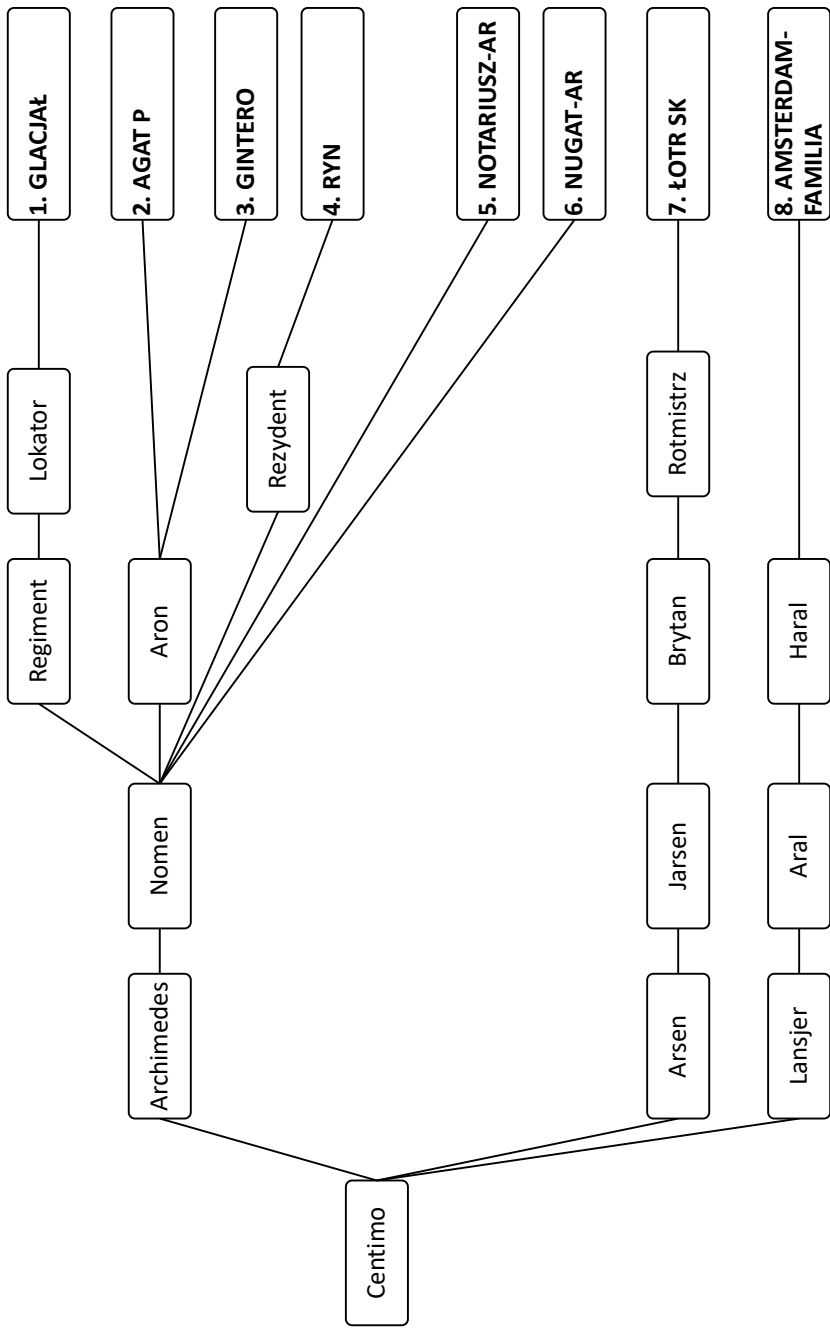 Centimo
Archimedes
Nomen
Regiment
Lokator
1. GLACJAŁ
Aron
2. AGAT P
3. GINTERO
Rezydent
4. RYN
5. NOTARIUSZ-AR
6. NUGAT-AR
Arsen
Jarsen
Brytan
Rotmistrz
7. ŁOTR SK
Lansjer
Aral
Haral
8. AMSTERDAM-
FAMILIA